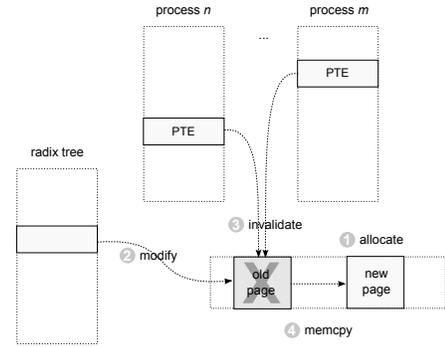 process n
...
process m
PTE
PTE
radix tree
3 invalidate
1 allocate
2 modify
old
page
X
new
page
4 memcpy